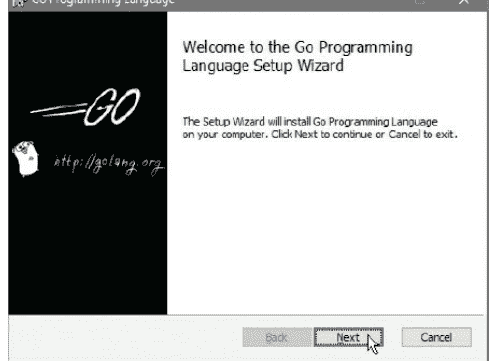 Go Programming Language
Welcome to the Go Programming
Language Setup Wizard
GO
http://golang.org
The Setup Wizard will install Go Programming Language
on your computer. Click Next to continue or Cancel to exit.
Back
Next
Cancel